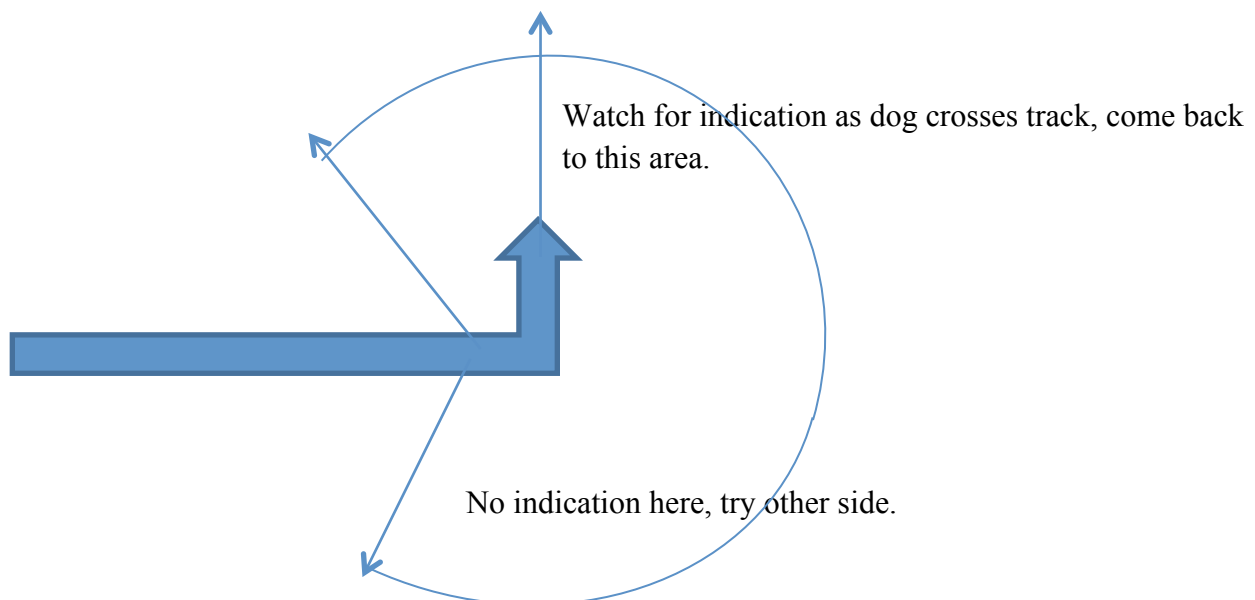 Watch for indication as dog crosses track, come back
to this area.
No indication here, try other side.